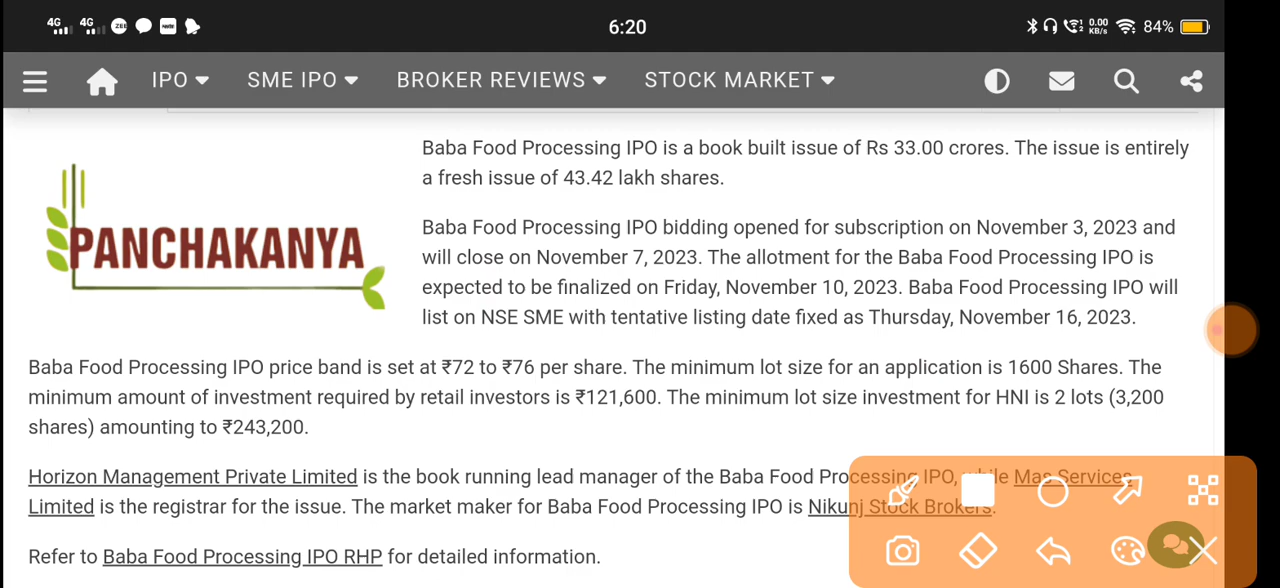 4G 4G ZEE 6:20 2 0.00 KB/s 84%
IPO SME IPO BROKER REVIEWS STOCK MARKET
PANCHAKANYA
Baba Food Processing IPO is a book built issue of Rs 33.00 crores. The issue is entirely
a fresh issue of 43.42 lakh shares.
Baba Food Processing IPO bidding opened for subscription on November 3, 2023 and
will close on November 7, 2023. The allotment for the Baba Food Processing IPO is
expected to be finalized on Friday, November 10, 2023. Baba Food Processing IPO will
list on NSE SME with tentative listing date fixed as Thursday, November 16, 2023.
Baba Food Processing IPO price band is set at ₹72 to ₹76 per share. The minimum lot size for an application is 1600 Shares. The
minimum amount of investment required by retail investors is ₹121,600. The minimum lot size investment for HNI is 2 lots (3,200
shares) amounting to ₹243,200.
Horizon Management Private Limited is the book running lead manager of the Baba Food Processing IPO, while Mas Services
Limited is the registrar for the issue. The market maker for Baba Food Processing IPO is Nikunj Stock Brokers.
Refer to Baba Food Processing IPO RHP for detailed information.